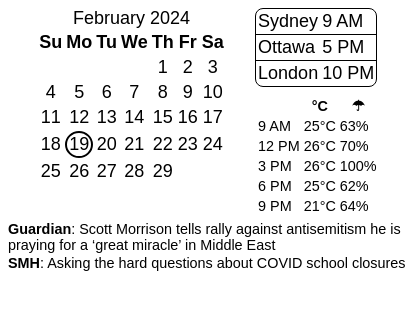 February 2024
Su Mo Tu We Th Fr Sa
1 2 3
4 5 6 7 8 9 10
11 12 13 14 15 16 17
18 19 20 21 22 23 24
25 26 27 28 29
Sydney 9 AM
Ottawa 5 PM
London 10 PM
°C ☂
9 AM 25°C 63%
12 PM 26°C 70%
3 PM 26°C 100%
6 PM 25°C 62%
9 PM 21°C 64%
Guardian: Scott Morrison tells rally against antisemitism he is
praying for a ‘great miracle’ in Middle East
SMH: Asking the hard questions about COVID school closures